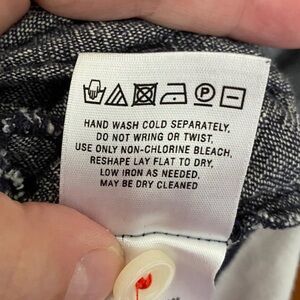 P
HAND WASH COLD SEPARATELY,
DO NOT WRING OR TWIST,
USE ONLY NON-CHLORINE BLEACH,
RESHAPE LAY FLAT TO DRY,
LOW IRON AS NEEDED,
MAY BE DRY CLEANED